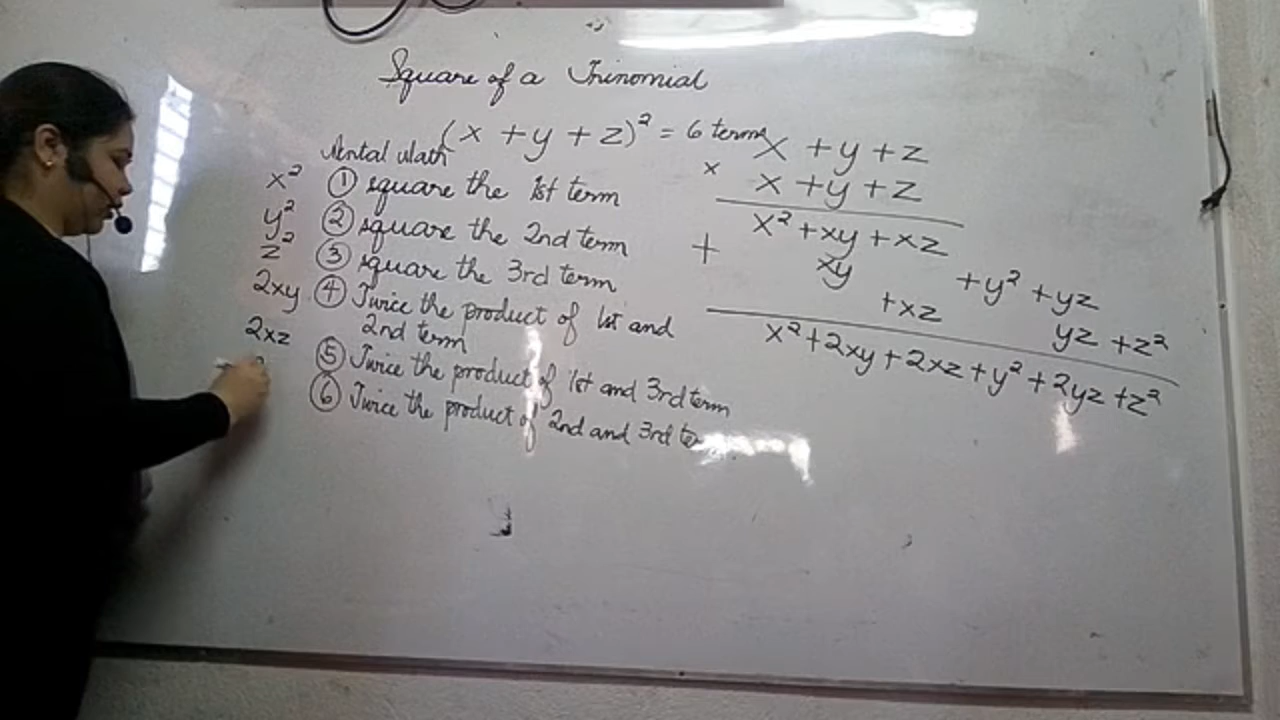 Square of a Trinomial
(x + y + z)² = 6 terms
Mental Math
x² ① square the 1st term
y² ② square the 2nd term
z² ③ square the 3rd term
2xy ④ Twice the product of 1st and
2nd term
2xz ⑤ Twice the product of 1st and 3rd term
⑥ Twice the product of 2nd and 3rd
x + y + z
× x + y + z
x² + xy + xz
+ xy + y² + yz
+ xz yz + z²
x² + 2xy + 2xz + y² + 2yz + z²